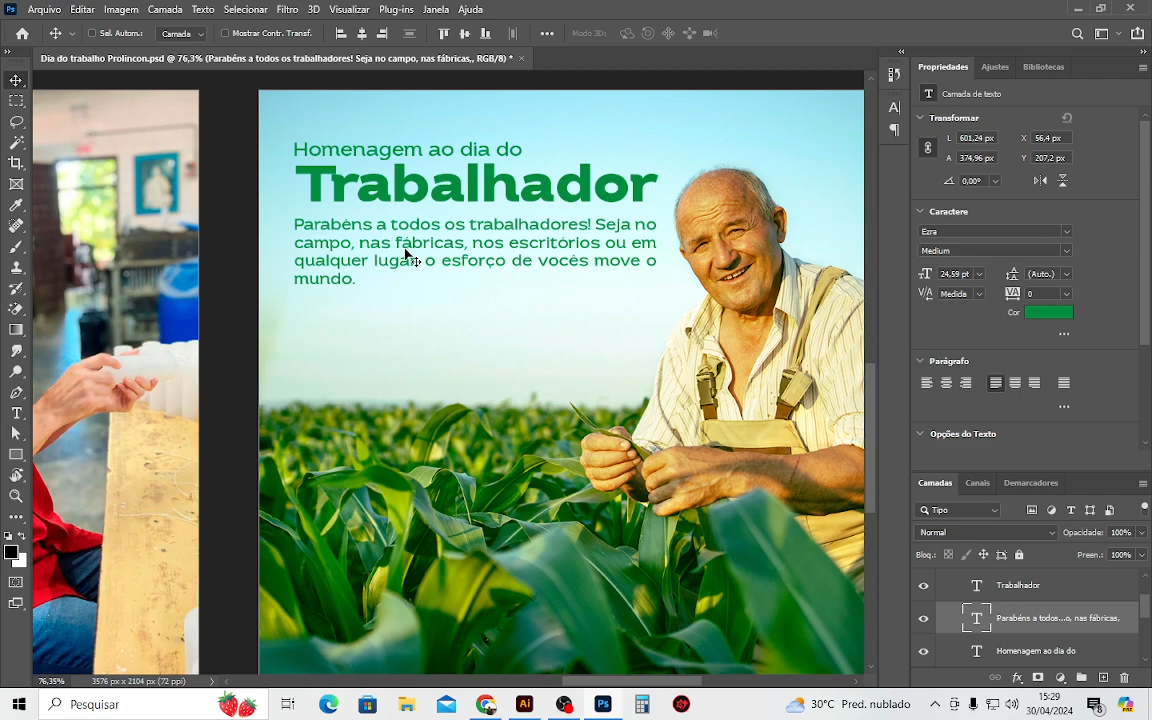 Arquivo Editar Imagem Camada Texto Selecionar Filtro 3D Visualizar Plug-ins Janela Ajuda
Sel. Autom.: Camada Mostrar Contr. Transf. Modo 3D:
Dia do trabalho Prolincon.psd @ 76,3% (Parabéns a todos os trabalhadores! Seja no campo, nas fábricas,, RGB/8) *
Homenagem ao dia do
Trabalhador
Parabéns a todos os trabalhadores! Seja no
campo, nas fábricas, nos escritórios ou em
qualquer lugar, o esforço de vocês move o
mundo.
Propriedades Ajustes Bibliotecas
Camada de texto
Transformar
L 601,24 px X 56,4 px
A 374,96 px Y 207,2 px
0,00°
Caractere
Ezra
Medium
24,59 pt (Auto.)
Medida 0
Cor
Parágrafo
Opções do Texto
Camadas Canais Demarcadores
Tipo
Normal Opacidade: 100%
Bloq.: Preen.: 100%
Trabalhador
Parabéns a todos...o, nas fábricas,
Homenagem ao dia do
76,35% 3576 px x 2104 px (72 ppi)
Pesquisar
30°C Pred. nublado
15:29
30/04/2024
8